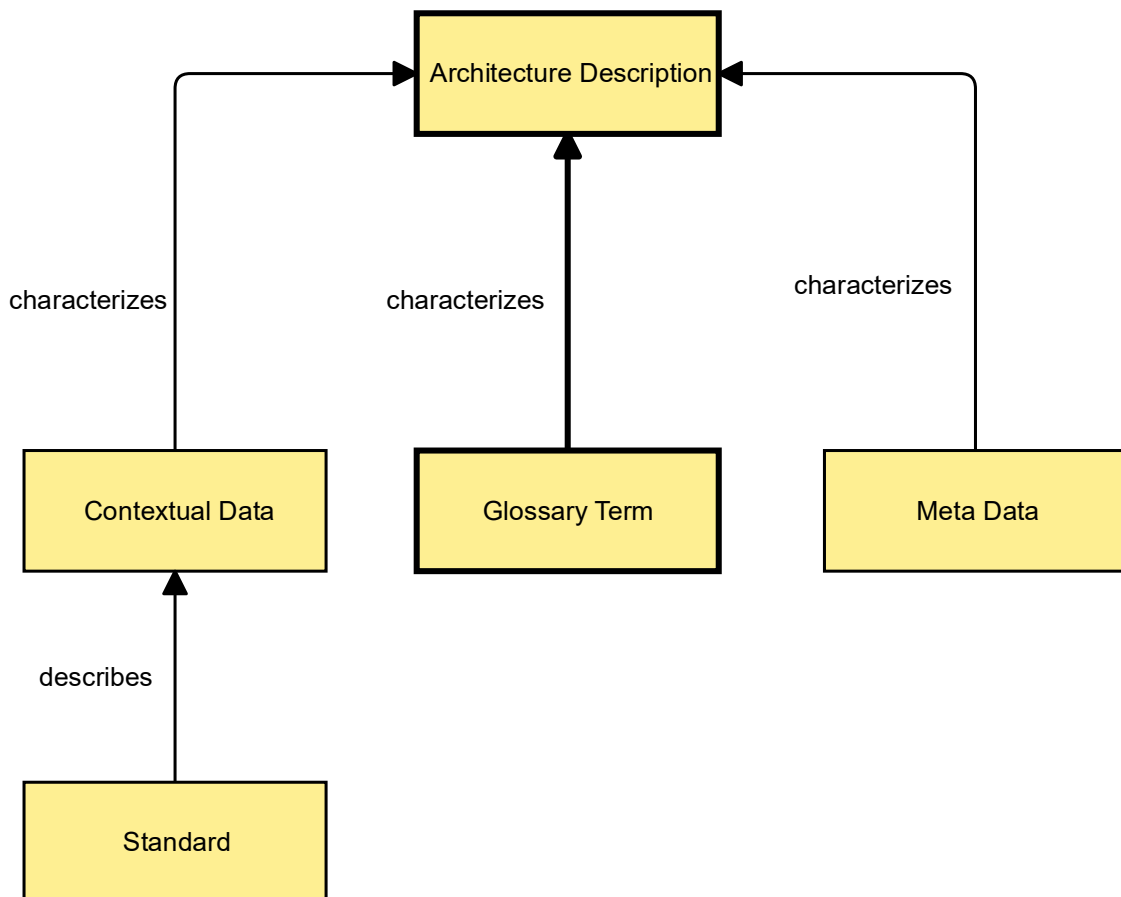 Architecture Description
characterizes
characterizes
characterizes
Contextual Data
Glossary Term
Meta Data
describes
Standard